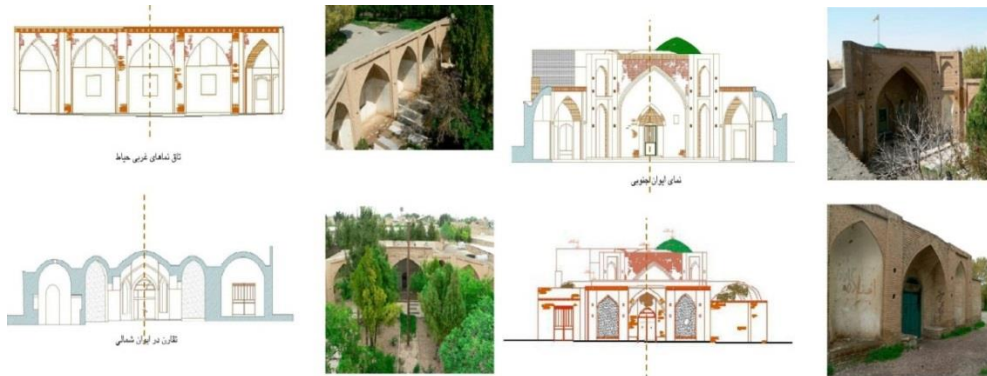 تاق نماهای غربی حیاط
نمای ایوان جنوبی
تقارن در ایوان شمالی